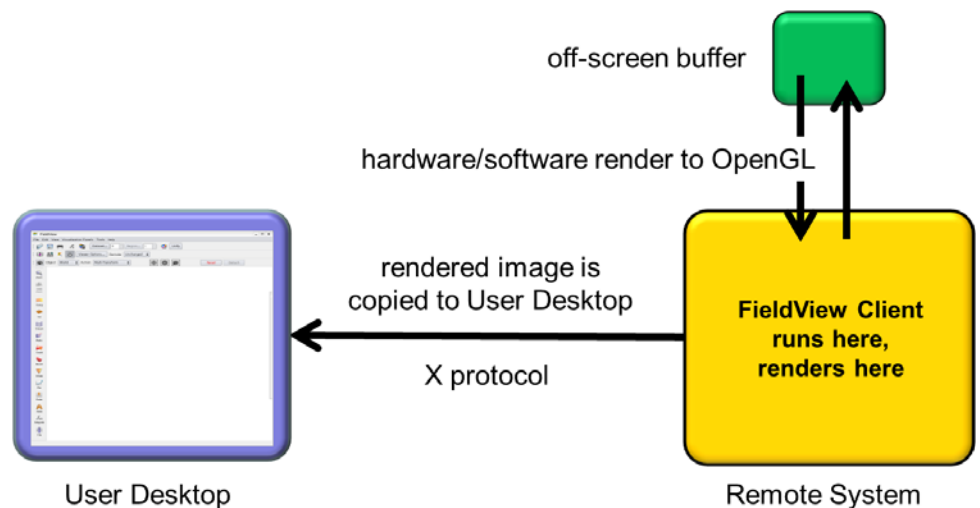 off-screen buffer
hardware/software render to OpenGL
rendered image is
copied to User Desktop
X protocol
FieldView Client
runs here,
renders here
User Desktop
Remote System